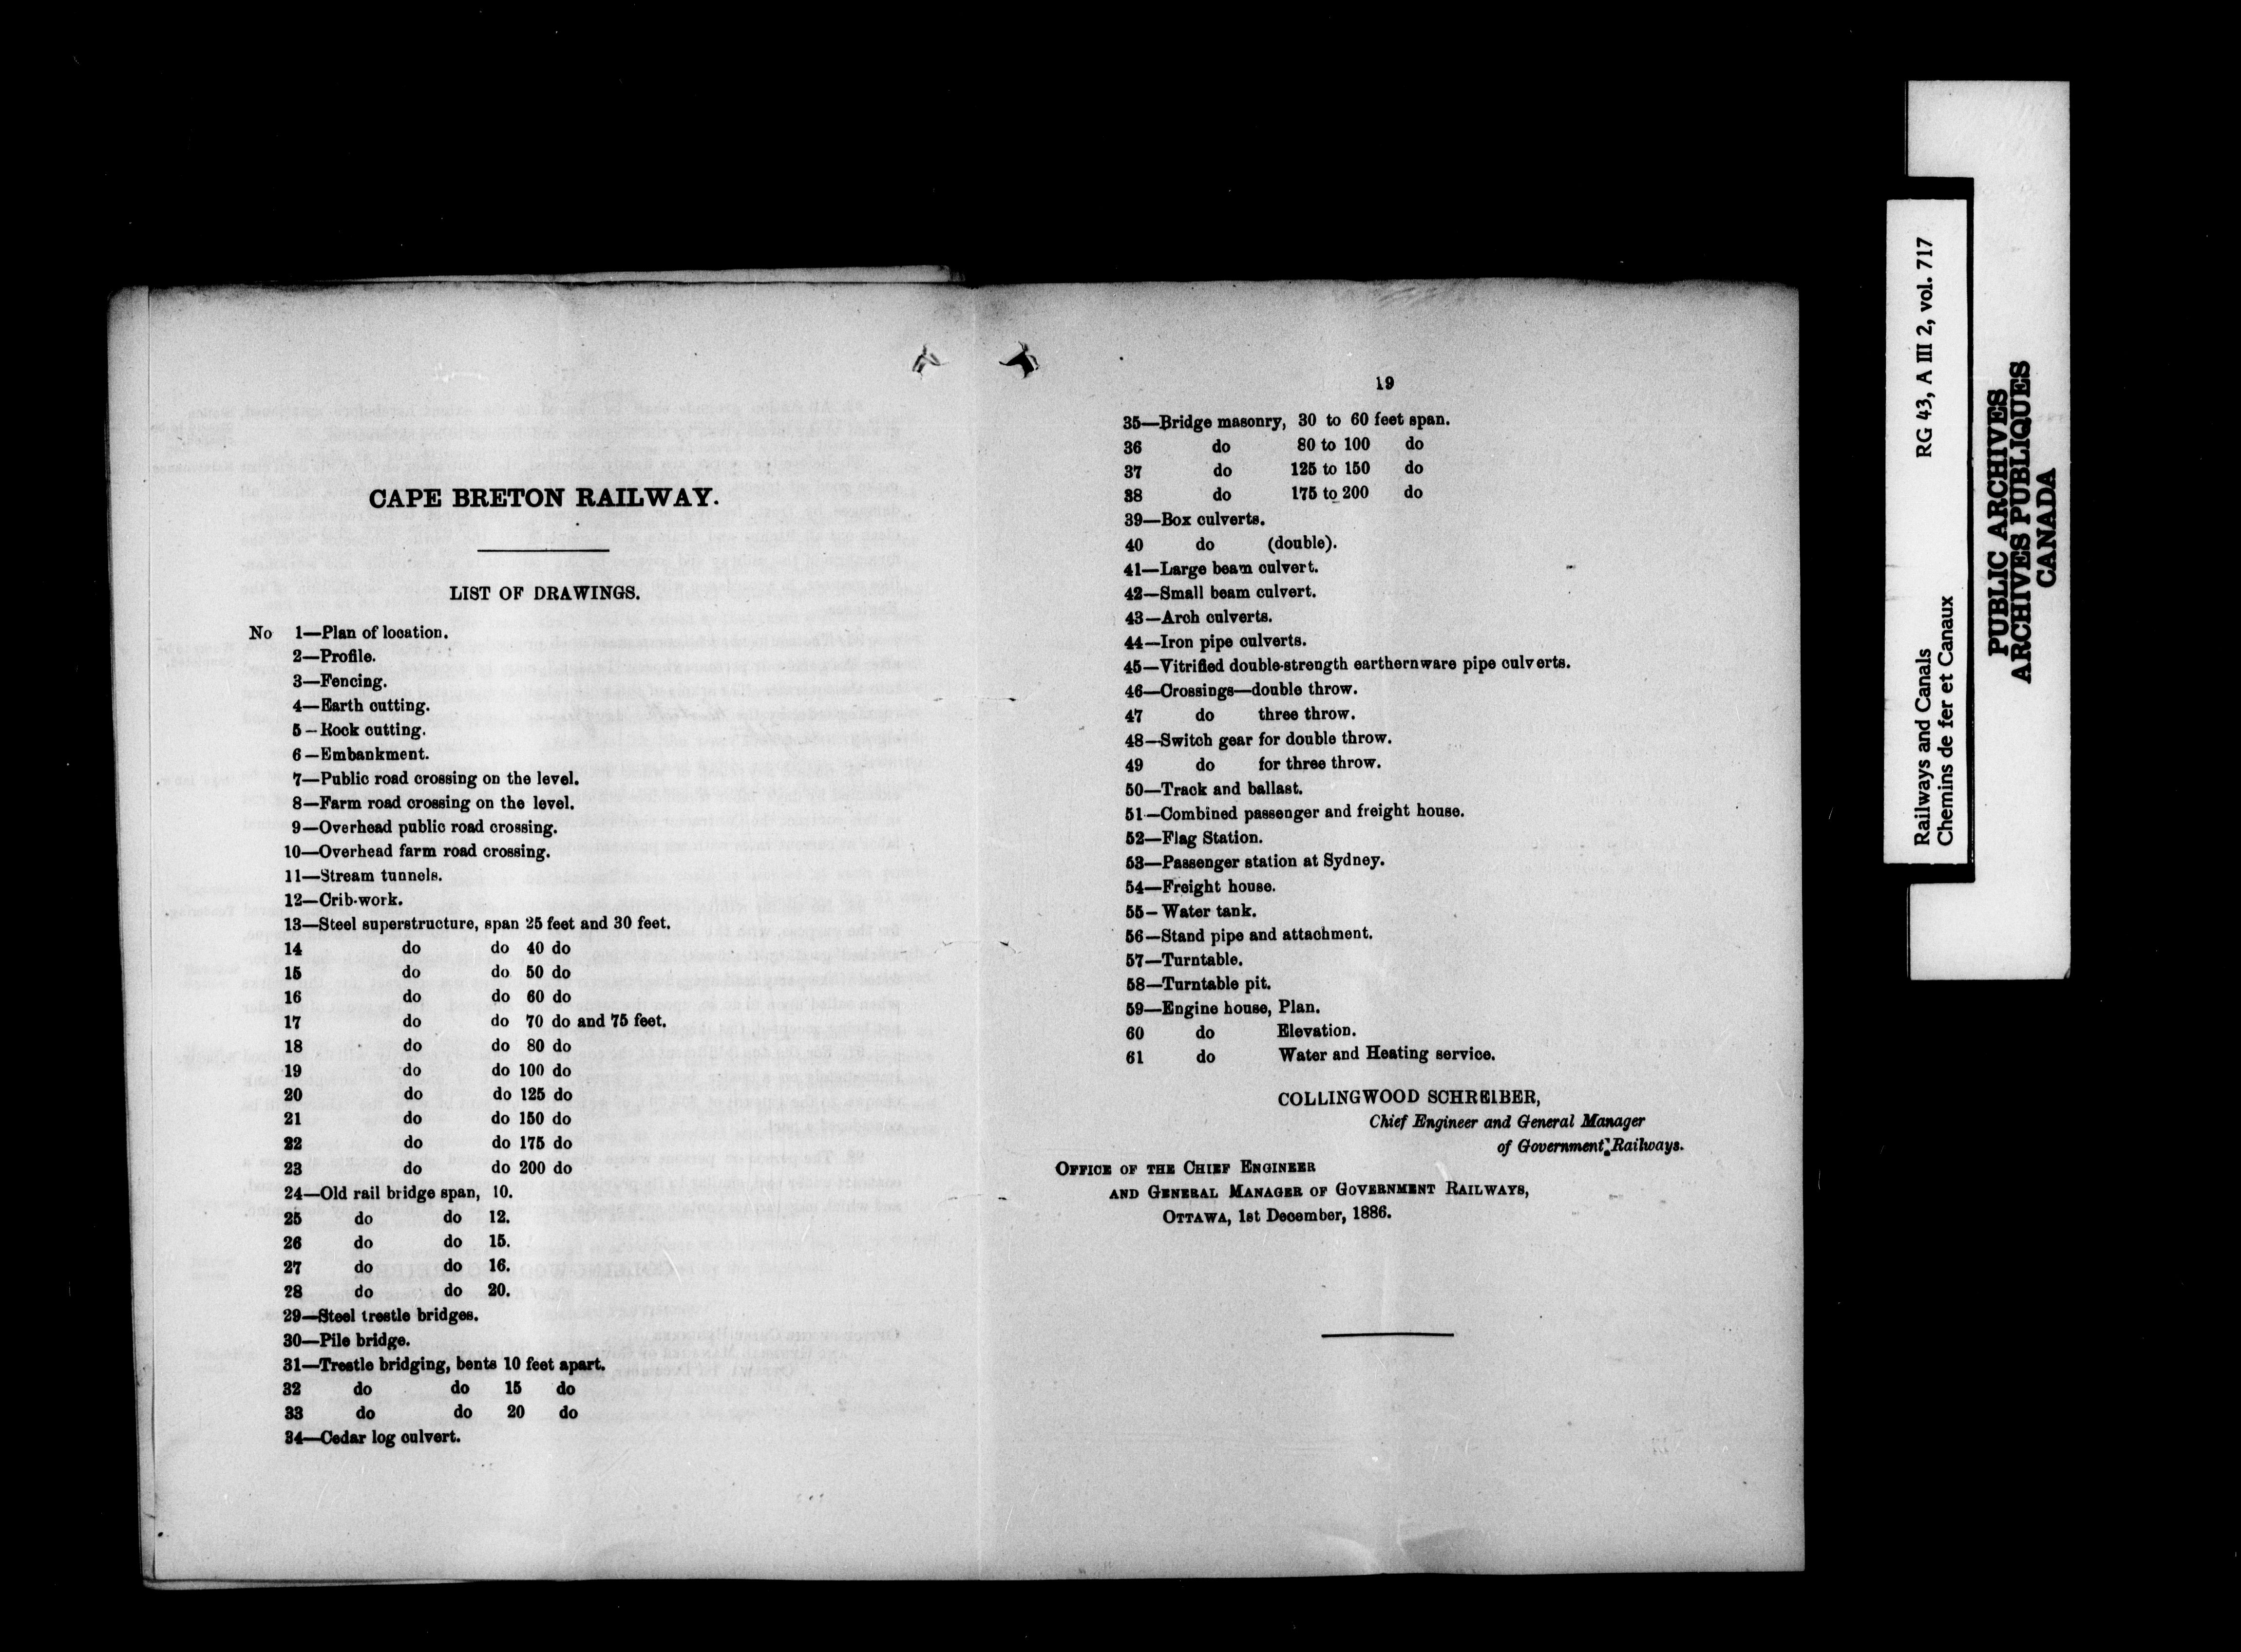 CAPE BRETON RAILWAY.
LIST OF DRAWINGS.
No 1—Plan of location.
2—Profile.
3—Fencing.
4—Earth cutting.
5—Rock cutting.
6—Embankment.
7—Public road crossing on the level.
8—Farm road crossing on the level.
9—Overhead public road crossing.
10—Overhead farm road crossing.
11—Stream tunnels.
12—Crib-work.
13—Steel superstructure, span 25 feet and 30 feet.
14 do do 40 do
15 do do 50 do
16 do do 60 do
17 do do 70 do and 75 feet.
18 do do 80 do
19 do do 100 do
20 do do 125 do
21 do do 150 do
22 do do 175 do
23 do do 200 do
24—Old rail bridge span, 10.
25 do do 12.
26 do do 15.
27 do do 16.
28 do do 20.
29—Steel trestle bridges.
30—Pile bridge.
31—Trestle bridging, bents 10 feet apart.
32 do do 15 do
33 do do 20 do
34—Cedar log culvert.
19
35—Bridge masonry, 30 to 60 feet span.
36 do 80 to 100 do
37 do 125 to 150 do
38 do 175 to 200 do
39—Box culverts.
40 do (double).
41—Large beam culvert.
42—Small beam culvert.
43—Arch culverts.
44—Iron pipe culverts.
45—Vitrified double-strength earthernware pipe culverts.
46—Crossings—double throw.
47 do three throw.
48—Switch gear for double throw.
49 do for three throw.
50—Track and ballast.
51—Combined passenger and freight house.
52—Flag Station.
53—Passenger station at Sydney.
54—Freight house.
55—Water tank.
56—Stand pipe and attachment.
57—Turntable.
58—Turntable pit.
59—Engine house, Plan.
60 do Elevation.
61 do Water and Heating service.
COLLINGWOOD SCHREIBER,
Chief Engineer and General Manager
of Government Railways.
OFFICE OF THE CHIEF ENGINEER
AND GENERAL MANAGER OF GOVERNMENT RAILWAYS,
OTTAWA, 1st December, 1886.
Railways and Canals RG 43, A III 2, vol. 717
Chemins de fer et Canaux
PUBLIC ARCHIVES
ARCHIVES PUBLIQUES
CANADA